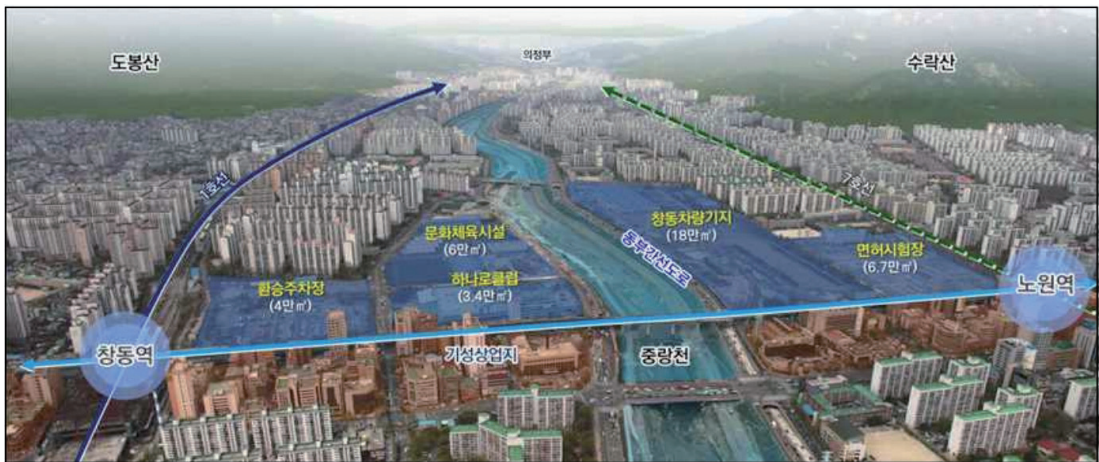 도봉산
의정부
수락산
1호선
7호선
문화체육시설
(6만㎡)
창동차량기지
(18만㎡)
동부간선도로
면허시험장
(6.7만㎡)
환승주차장
(4만㎡)
하나로클럽
(3.4만㎡)
노원역
창동역
기성상업지
중랑천